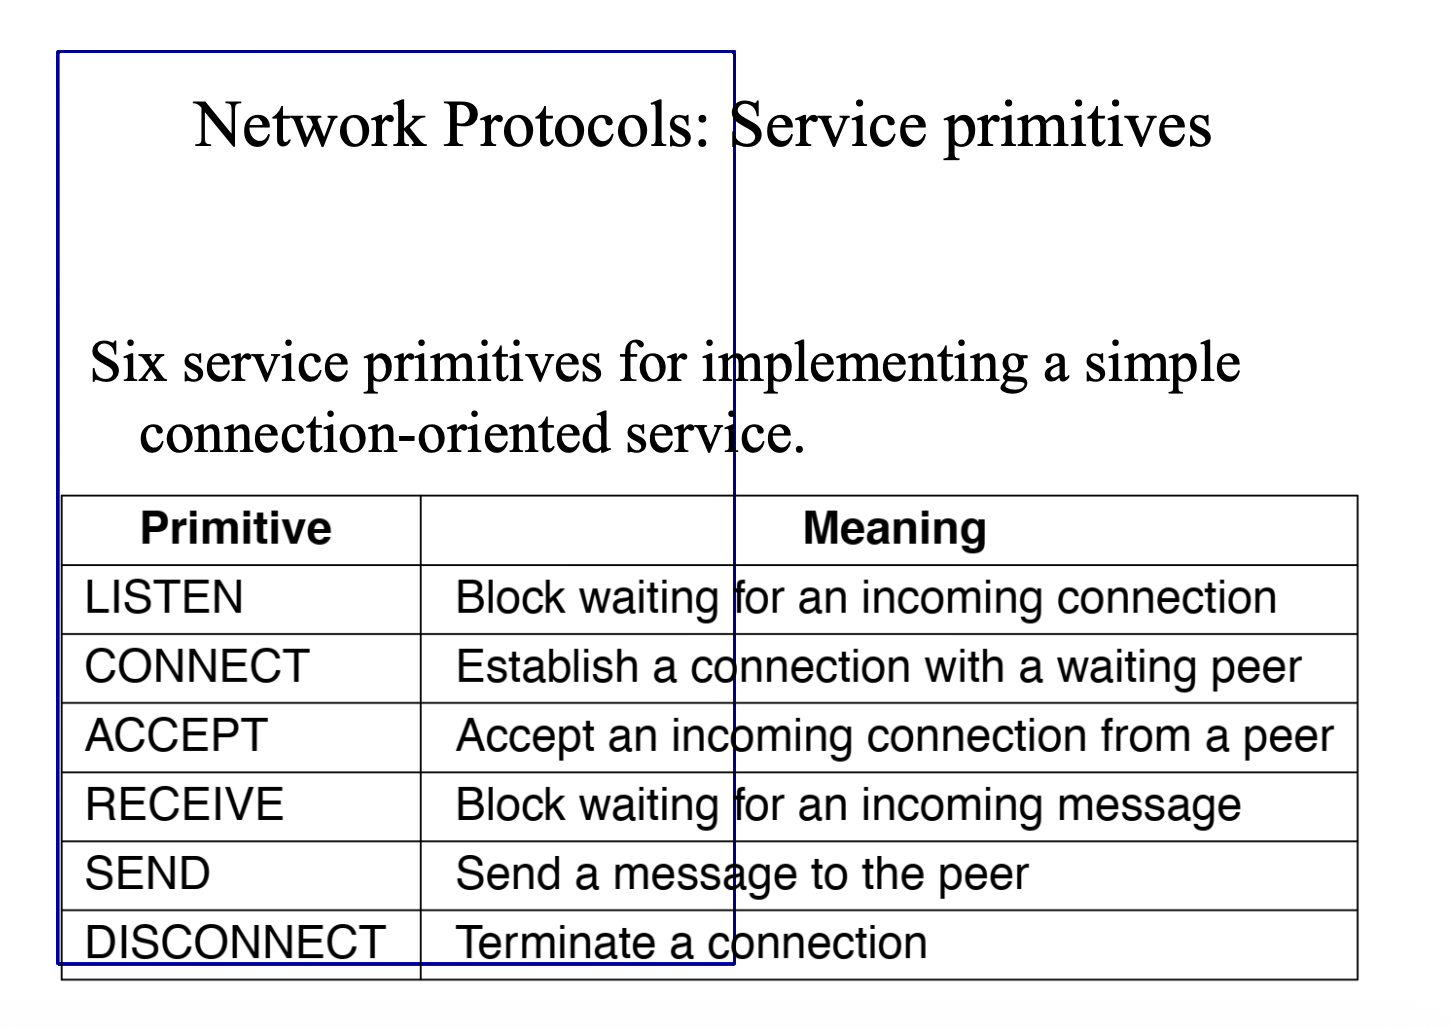 Network Protocols: Service primitives
Six service primitives for implementing a simple
connection-oriented service.
Primitive Meaning
LISTEN Block waiting for an incoming connection
CONNECT Establish a connection with a waiting peer
ACCEPT Accept an incoming connection from a peer
RECEIVE Block waiting for an incoming message
SEND Send a message to the peer
DISCONNECT Terminate a connection